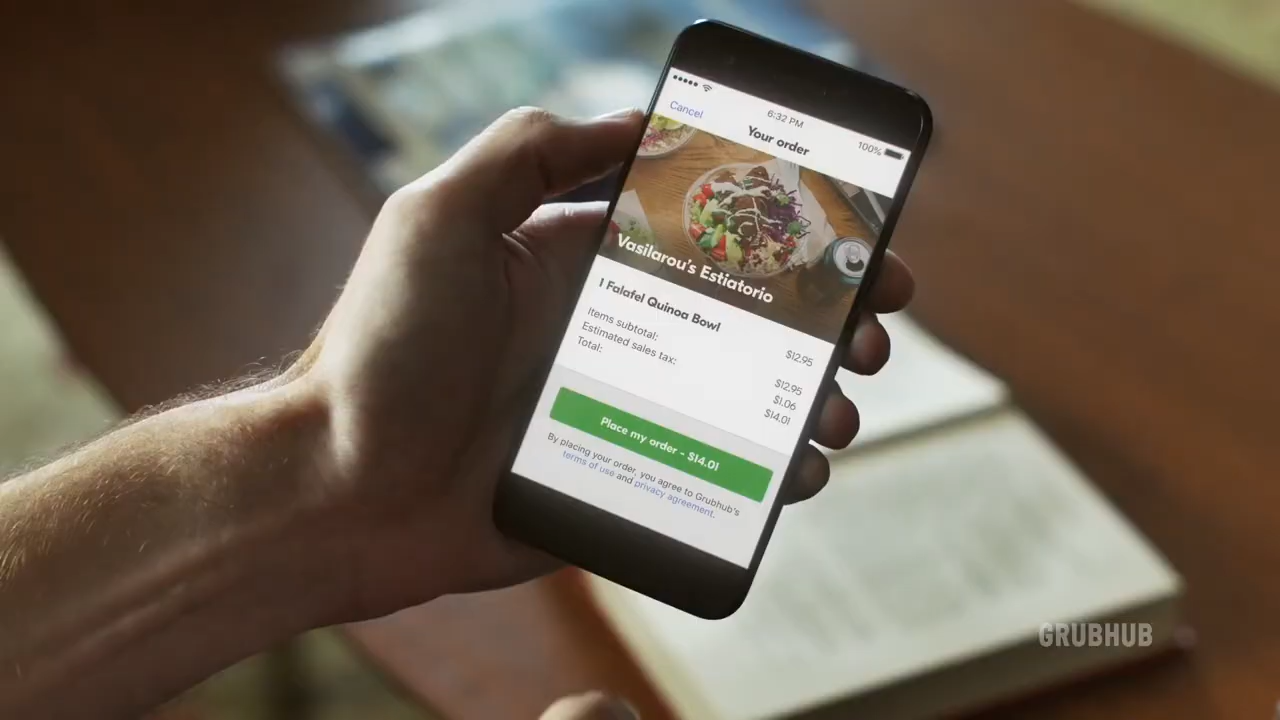 6:32 PM
100%
Cancel
Your order
Vasilarou's Estiatorio
1 Falafel Quinoa Bowl
$12.95
Items subtotal:
$12.95
Estimated sales tax:
$1.06
Total:
$14.01
Place my order - $14.01
By placing your order, you agree to Grubhub's
terms of use and privacy agreement.
GRUBHUB